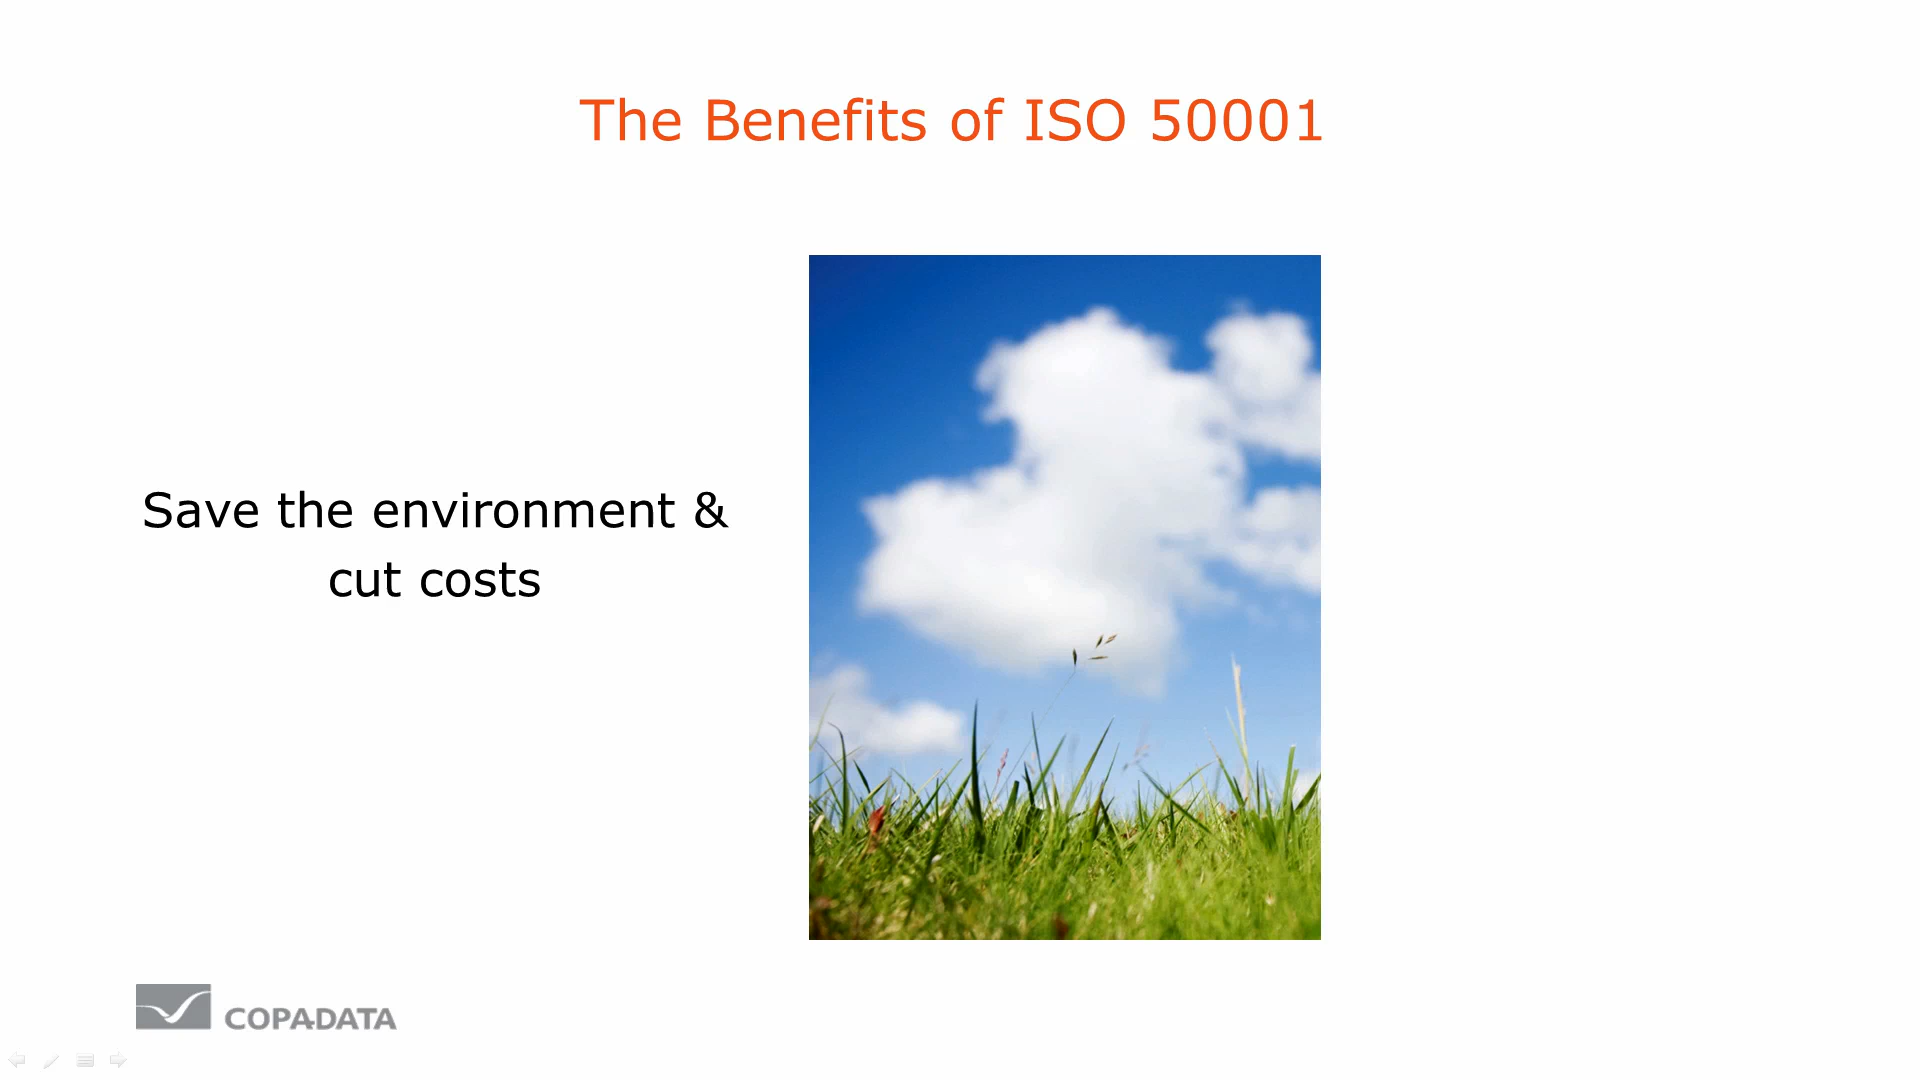 The Benefits of ISO 50001
Save the environment &
cut costs
COPADATA